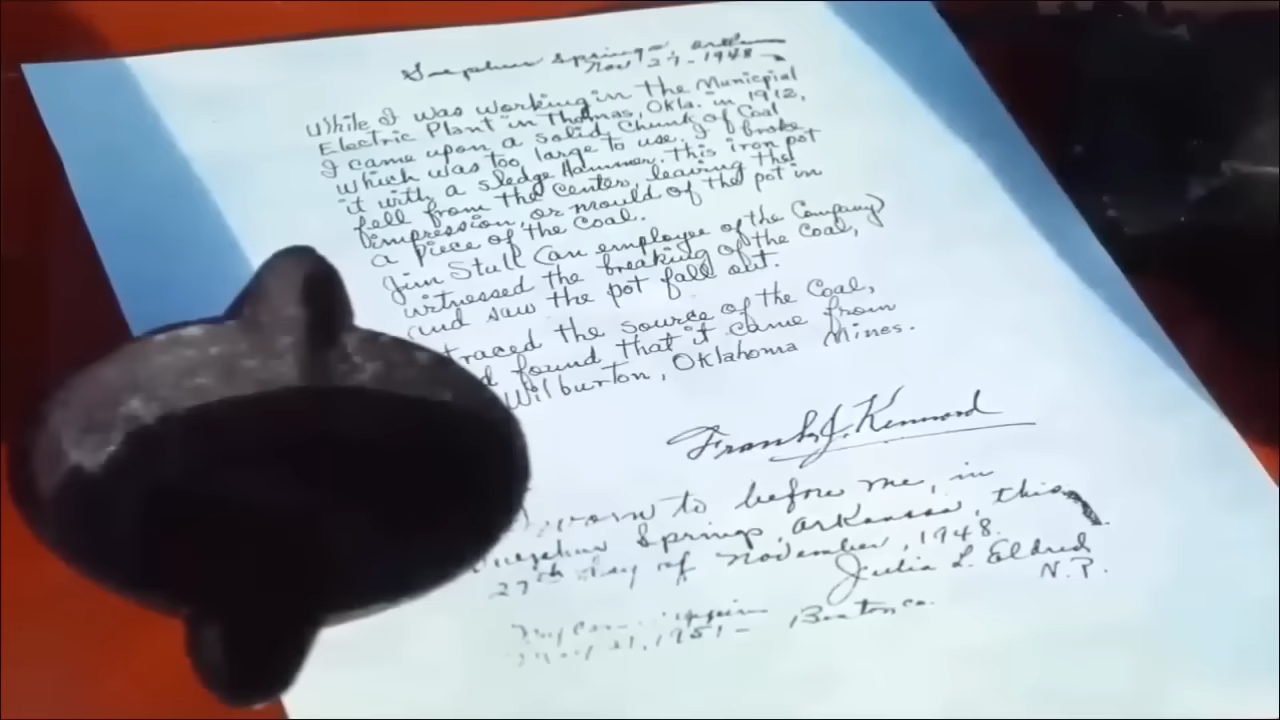 Springs, Ark
Nov 27-1948
While I was working in the Municpial
Electric Plant in Thomas, Okla. in 1912,
I came upon a solid Chunk of Coal
which was too large to use. I broke
it with a sledge Hammer. This iron pot
fell from the center, leaving the
impression, or mould of the pot in
a piece of the Coal.
Jim Stull (an employee of the Company)
witnessed the breaking of the Coal,
and saw the pot fall out.
traced the source of the Coal,
found that it came from
Wilburton, Oklahoma Mines.
Frank J. Kennard
to before me, in
Springs, Arkansas, this
27th day of November, 1948.
Julia L. Eldred
N.P.
1951- Benton co.